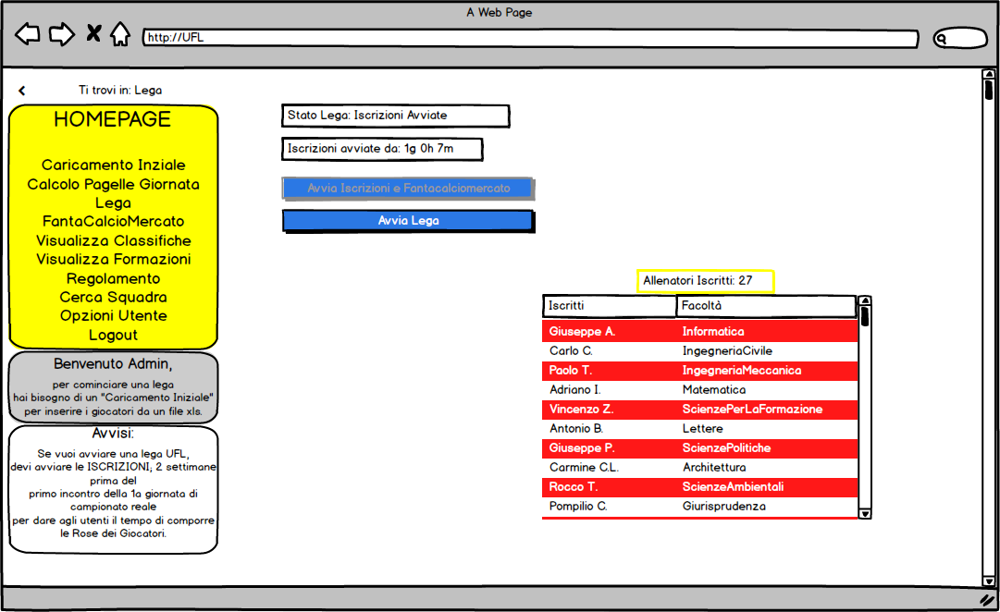 A Web Page
http://UFL
Ti trovi in: Lega
HOMEPAGE
Caricamento Inziale
Calcolo Pagelle Giornata
Lega
FantaCalcioMercato
Visualizza Classifiche
Visualizza Formazioni
Regolamento
Cerca Squadra
Opzioni Utente
Logout
Benvenuto Admin,
per cominciare una lega
hai bisogno di un "Caricamento Iniziale"
per inserire i giocatori da un file xls.
Avvisi:
Se vuoi avviare una lega UFL,
devi avviare le ISCRIZIONI; 2 settimane
prima del
primo incontro della 1a giornata di
campionato reale
per dare agli utenti il tempo di comporre
le Rose dei Giocatori.
Stato Lega: Iscrizioni Avviate
Iscrizioni avviate da: 1g 0h 7m
Avvia Iscrizioni e Fantacalciomercato
Avvia Lega
Allenatori Iscritti: 27
Iscritti Facoltà
Giuseppe A. Informatica
Carlo C. IngegneriaCivile
Paolo T. IngegneriaMeccanica
Adriano I. Matematica
Vincenzo Z. ScienzePerLaFormazione
Antonio B. Lettere
Giuseppe P. ScienzePolitiche
Carmine C.L. Architettura
Rocco T. ScienzeAmbientali
Pompilio C. Giurisprudenza